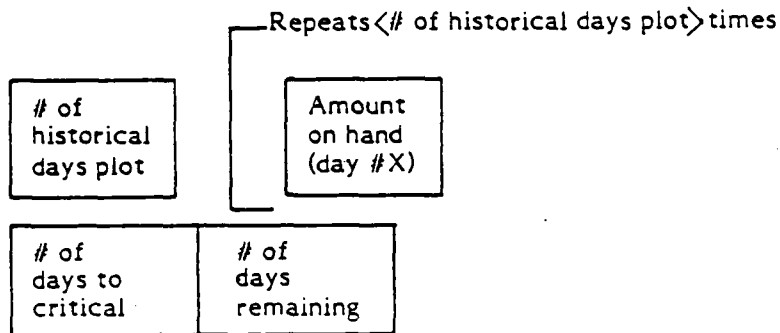 Repeats<# of historical days plot>times
# of
historical
days plot
Amount
on hand
(day #X)
# of
days to
critical
# of
days
remaining